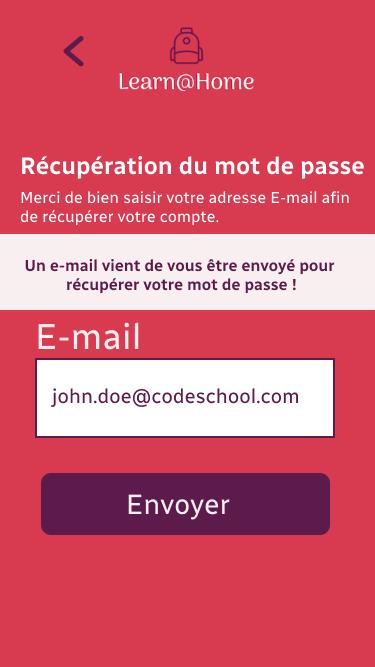 Learn@Home
Récupération du mot de passe
Merci de bien saisir votre adresse E-mail afin
de récupérer votre compte.
Un e-mail vient de vous être envoyé pour
récupérer votre mot de passe !
E-mail
john.doe@codeschool.com
Envoyer